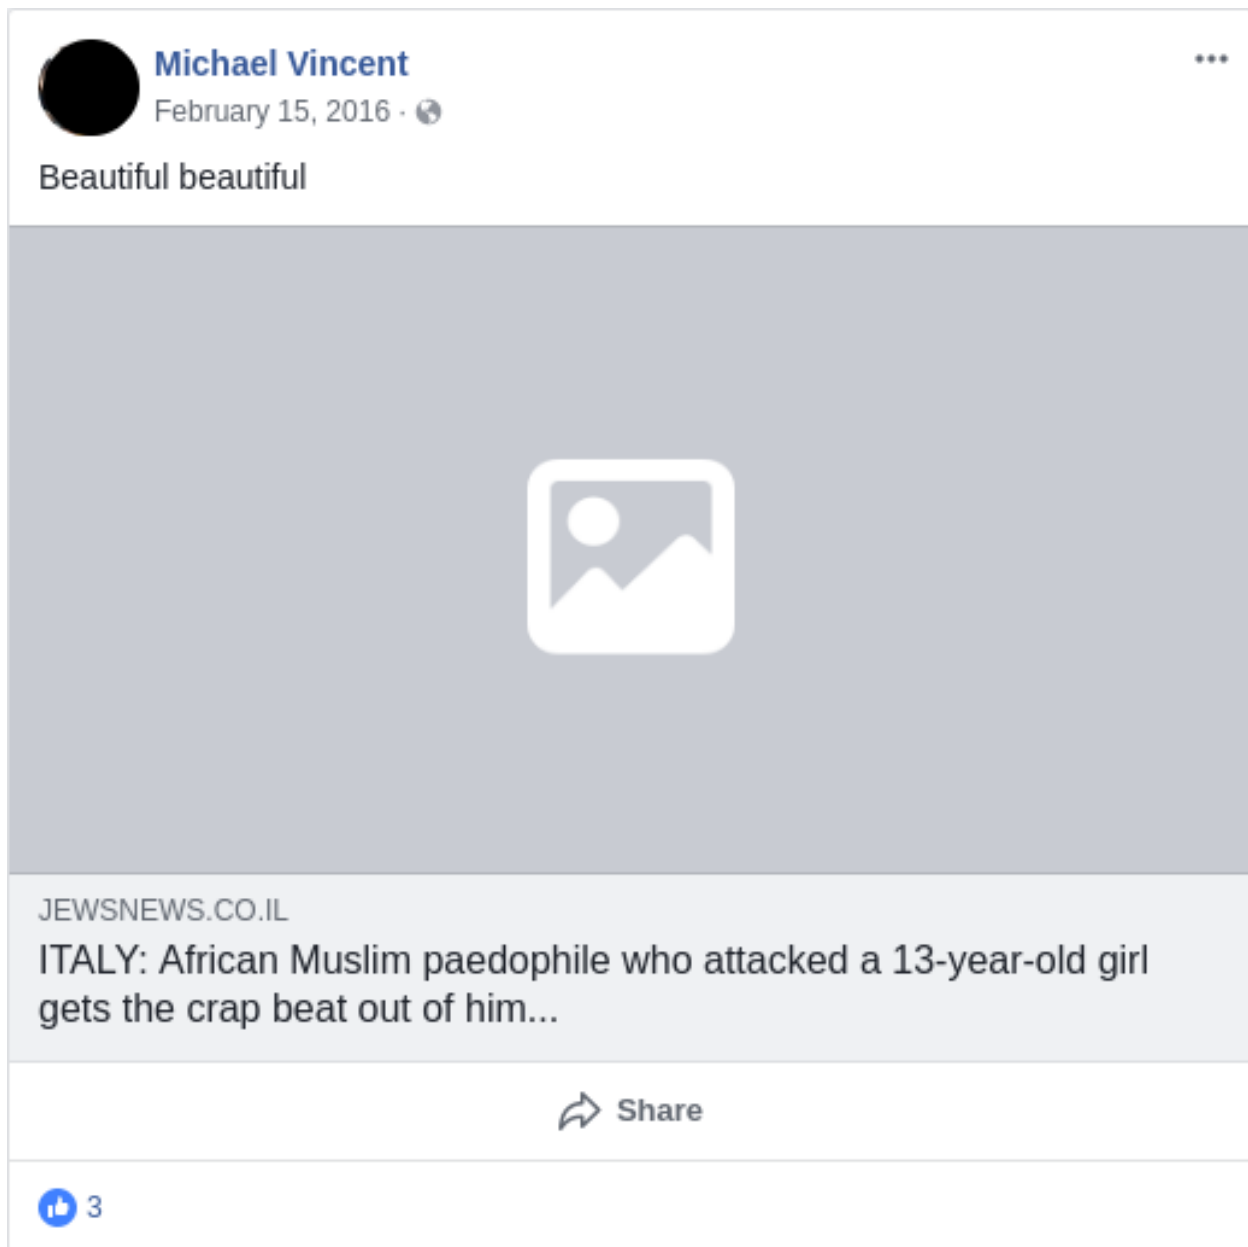 Michael Vincent
February 15, 2016 ·
Beautiful beautiful
JEWSNEWS.CO.IL
ITALY: African Muslim paedophile who attacked a 13-year-old girl
gets the crap beat out of him...
Share
3